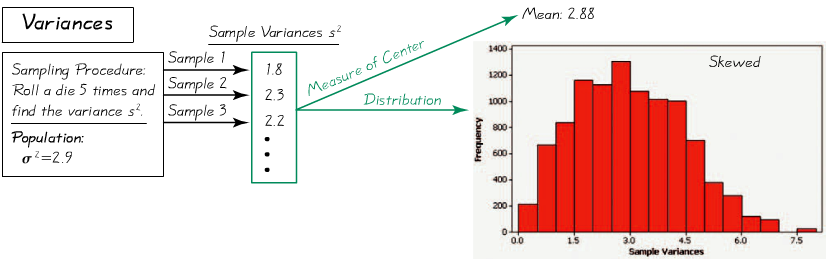 Variances
Sampling Procedure:
Roll a die 5 times and
find the variance s².
Population:
σ²=2.9
Sample 1
Sample 2
Sample 3
Sample Variances s²
1.8
2.3
2.2
Measure of Center
Mean: 2.88
Distribution
Skewed
1400
1200
1000
800
600
400
200
0
Frequency
0.0 1.5 3.0 4.5 6.0 7.5
Sample Variances